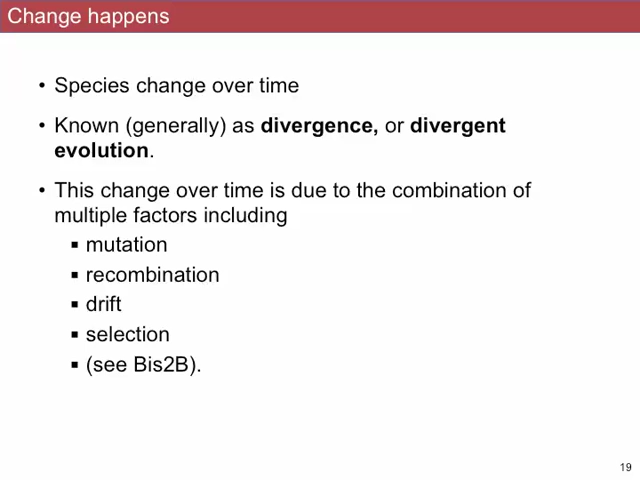 Change happens
• Species change over time
• Known (generally) as divergence, or divergent
evolution.
• This change over time is due to the combination of
multiple factors including
▪ mutation
▪ recombination
▪ drift
▪ selection
▪ (see Bis2B).
19